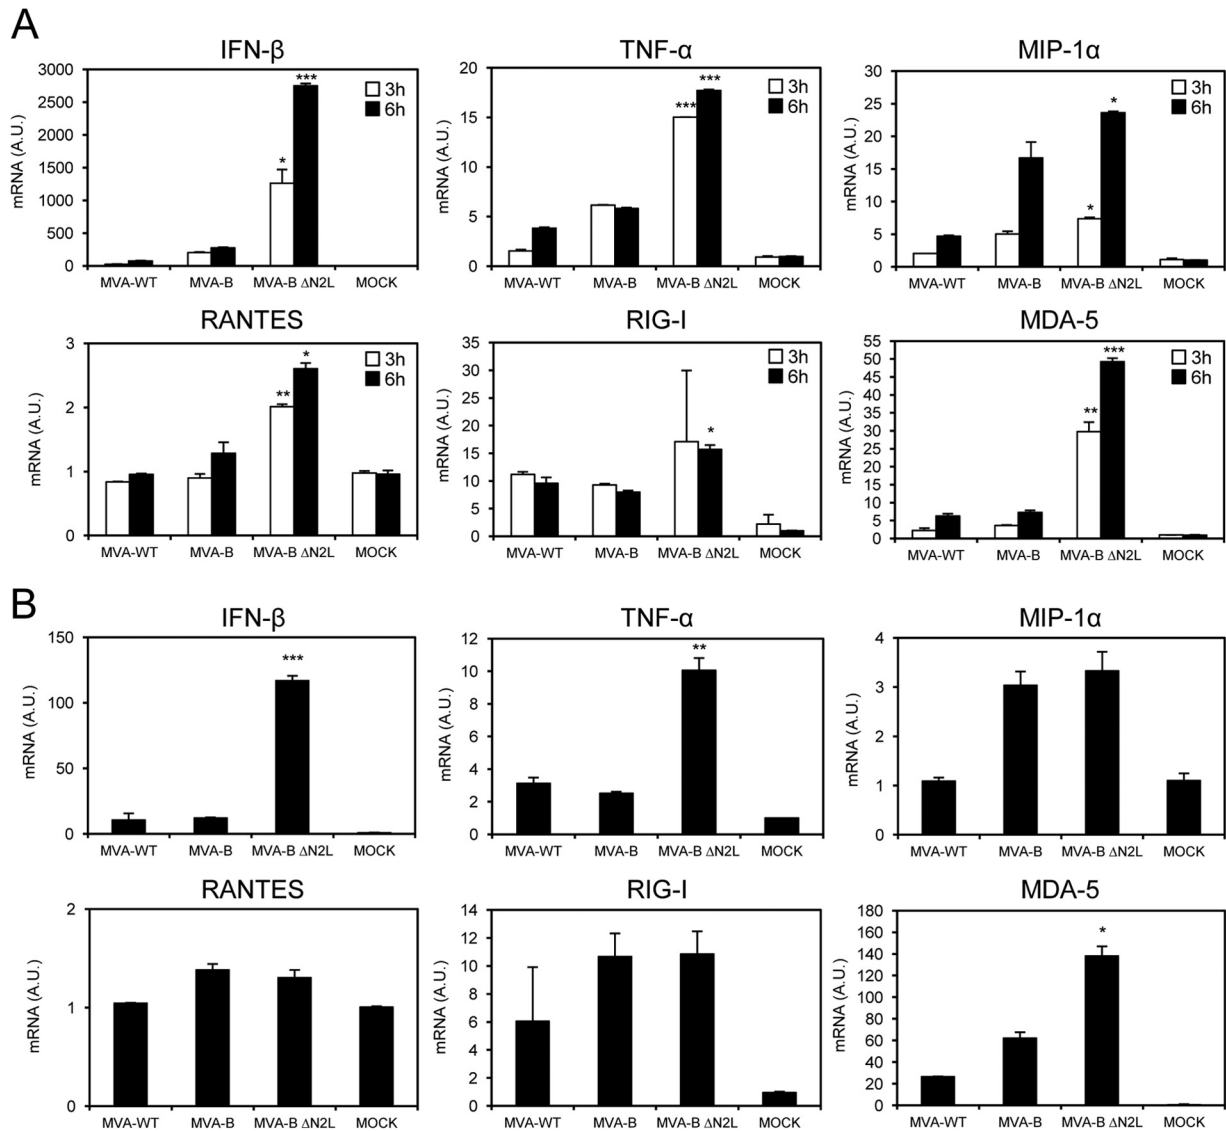 A
IFN-β
3000
2500
2000
1500
1000
500
0
mRNA (A.U.)
***
*
3h
6h
MVA-WT MVA-B MVA-B ΔN2L MOCK
TNF-α
20
15
10
5
0
mRNA (A.U.)
***
***
3h
6h
MVA-WT MVA-B MVA-B ΔN2L MOCK
MIP-1α
30
25
20
15
10
5
0
mRNA (A.U.)
*
*
3h
6h
MVA-WT MVA-B MVA-B ΔN2L MOCK
RANTES
3
2
1
0
mRNA (A.U.)
*
**
3h
6h
MVA-WT MVA-B MVA-B ΔN2L MOCK
RIG-I
35
30
25
20
15
10
5
0
mRNA (A.U.)
*
3h
6h
MVA-WT MVA-B MVA-B ΔN2L MOCK
MDA-5
55
50
45
40
35
30
25
20
15
10
5
0
mRNA (A.U.)
***
**
3h
6h
MVA-WT MVA-B MVA-B ΔN2L MOCK
B
IFN-β
150
100
50
0
mRNA (A.U.)
***
MVA-WT MVA-B MVA-B ΔN2L MOCK
TNF-α
12
10
8
6
4
2
0
mRNA (A.U.)
**
MVA-WT MVA-B MVA-B ΔN2L MOCK
MIP-1α
4
3
2
1
0
mRNA (A.U.)
MVA-WT MVA-B MVA-B ΔN2L MOCK
RANTES
2
1
0
mRNA (A.U.)
MVA-WT MVA-B MVA-B ΔN2L MOCK
RIG-I
14
12
10
8
6
4
2
0
mRNA (A.U.)
MVA-WT MVA-B MVA-B ΔN2L MOCK
MDA-5
180
160
140
120
100
80
60
40
20
0
mRNA (A.U.)
*
MVA-WT MVA-B MVA-B ΔN2L MOCK